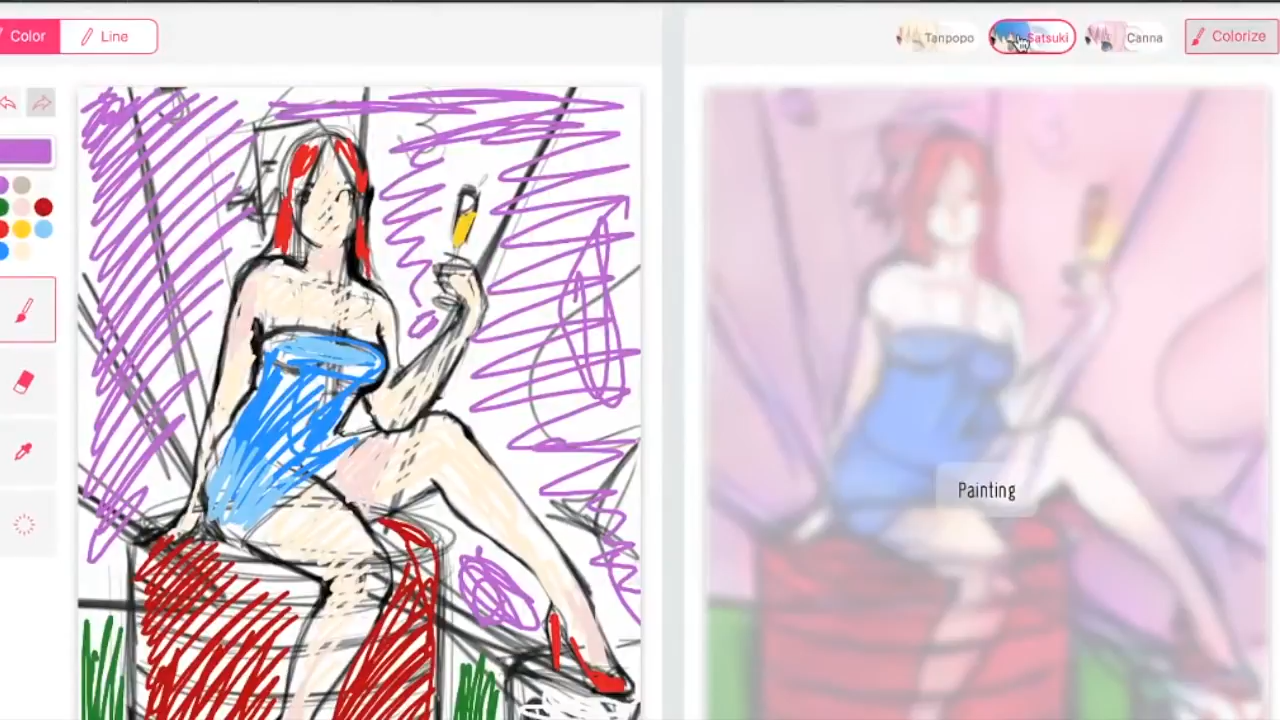 Color
Line
Tanpopo
Satsuki
Canna
Colorize
Painting